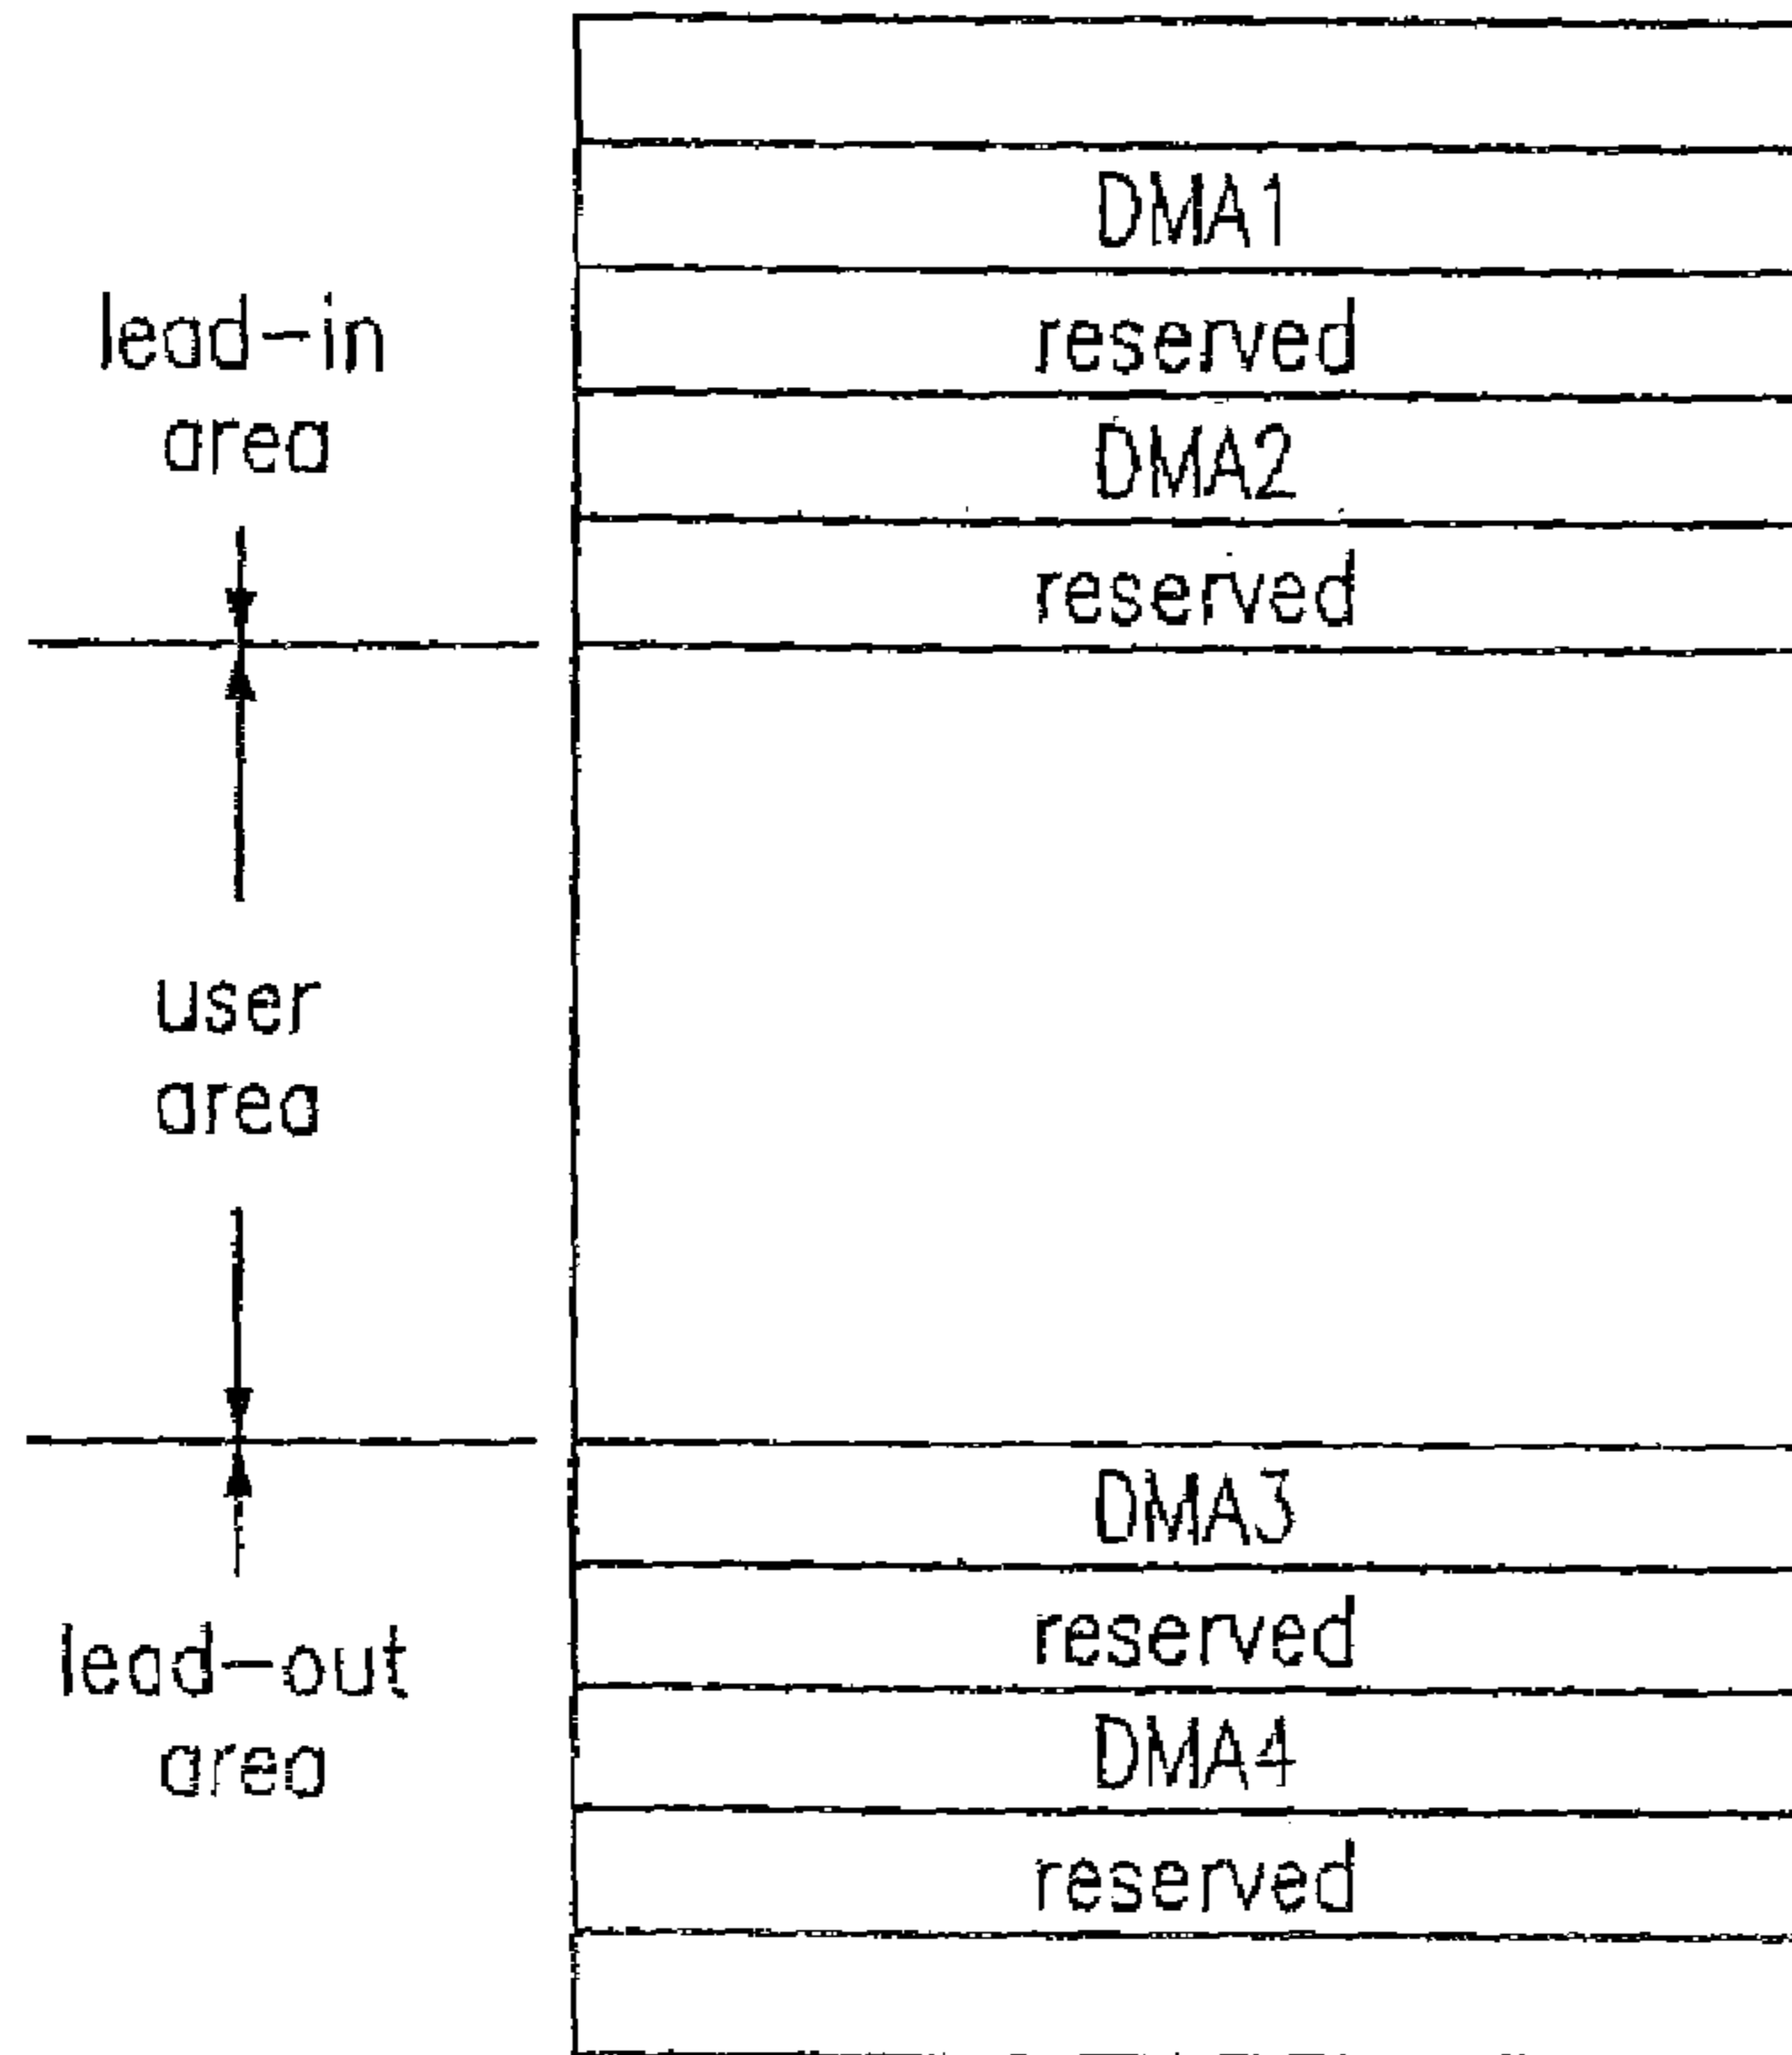 DMA1
lead-in
area
reserved
DMA2
reserved
user
area
DMA3
lead-out
area
reserved
DMA4
reserved